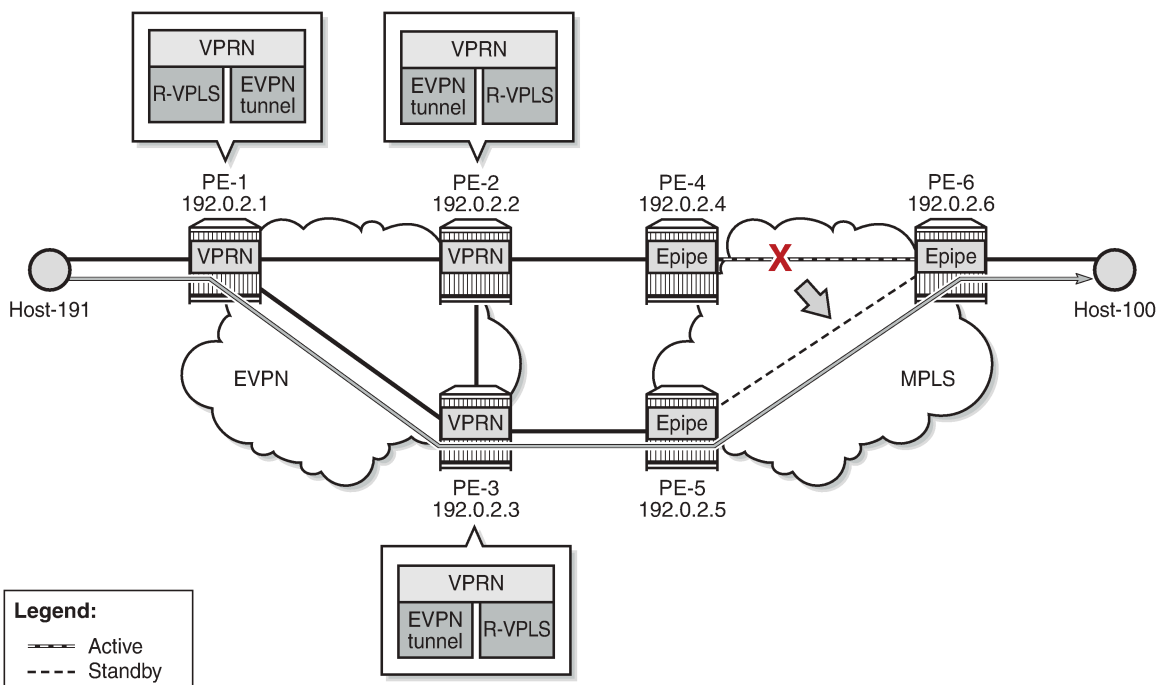 VPRN
R-VPLS
EVPN
tunnel
VPRN
EVPN
tunnel
R-VPLS
PE-1
192.0.2.1
PE-2
192.0.2.2
PE-4
192.0.2.4
PE-6
192.0.2.6
VPRN
VPRN
Epipe
X
Epipe
Host-191
Host-100
EVPN
MPLS
VPRN
Epipe
PE-3
192.0.2.3
PE-5
192.0.2.5
VPRN
EVPN
tunnel
R-VPLS
Legend:
Active
Standby